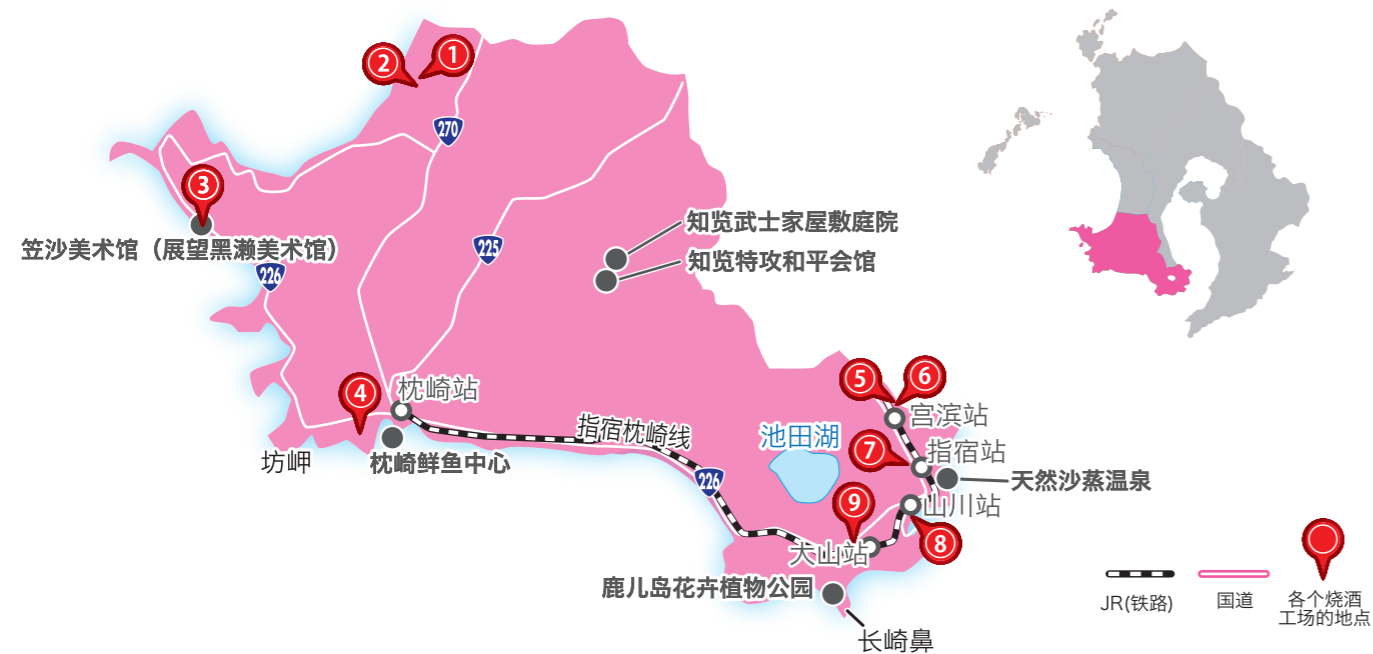 2
1
270
3
笠沙美术馆（展望黑濑美术馆）
226
225
知览武士家屋敷庭院
知览特攻和平会馆
4
枕崎站
坊岬
枕崎鲜鱼中心
指宿枕崎线
226
池田湖
5
6
宫滨站
7
指宿站
天然沙蒸温泉
9
山川站
8
犬山站
鹿儿岛花卉植物公园
长崎鼻
JR(铁路)
国道
各个烧酒
工场的地点